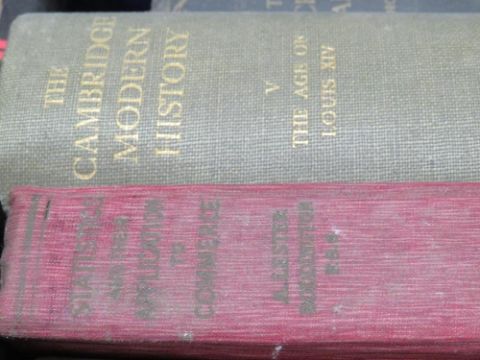 THE
CAMBRIDGE
MODERN
HISTORY
V
THE AGE OF
LOUIS XIV
STATISTICS
AND THEIR
APPLICATION
TO
COMMERCE
A. LESTER
BODDINGTON